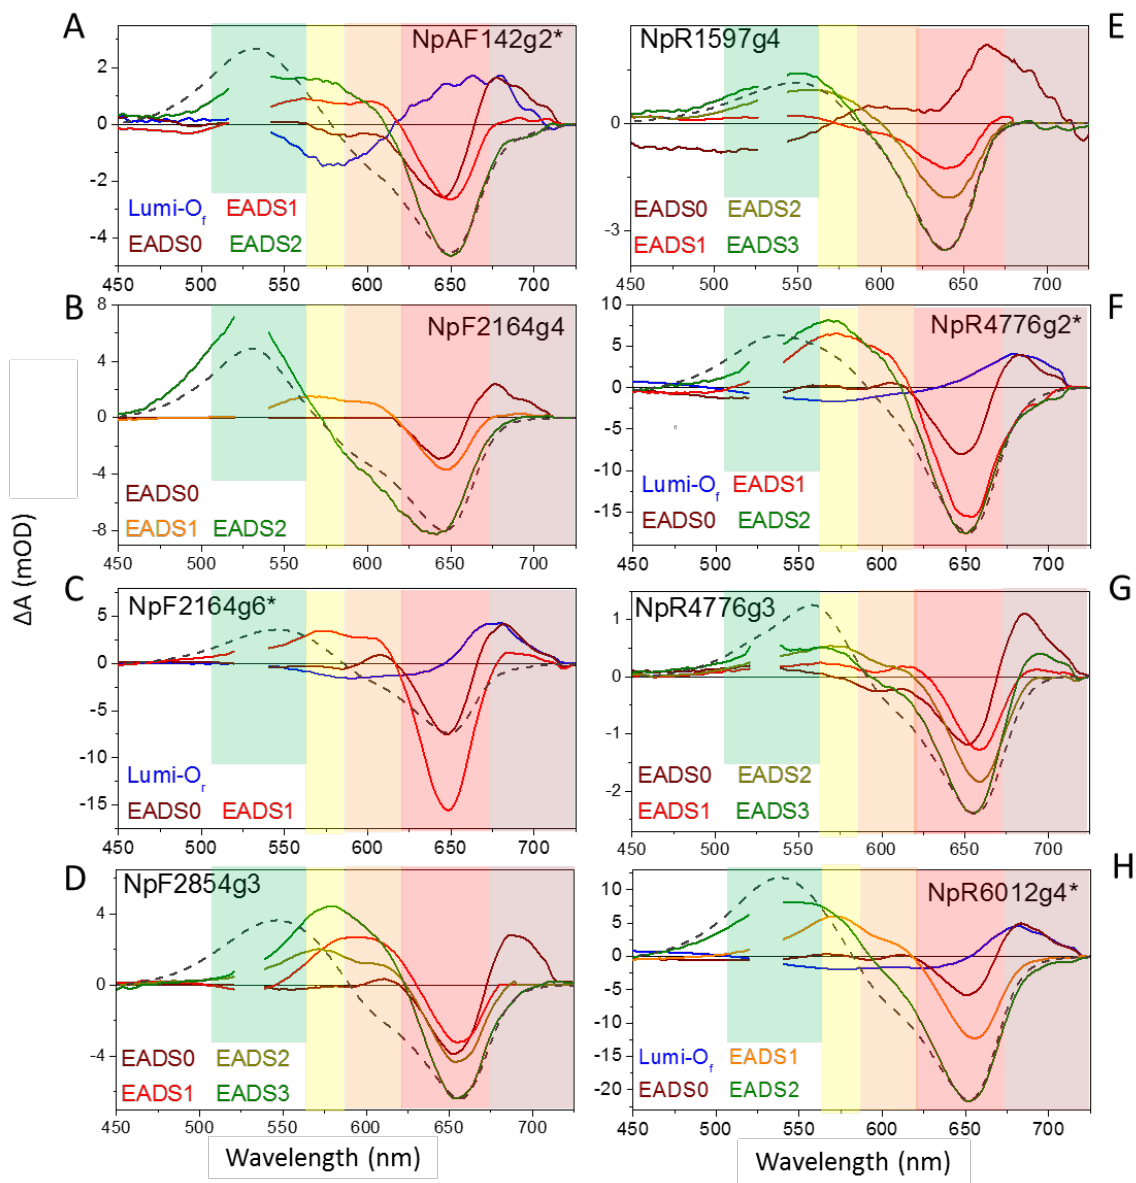 A
NpAF142g2*
2
0
-2
-4
Lumi-Of EADS1
EADS0 EADS2
450 500 550 600 650 700
B
NpF2164g4
8
4
0
-4
-8
EADS0
EADS1 EADS2
450 500 550 600 650 700
C
NpF2164g6*
5
0
-5
-10
-15
Lumi-Or
EADS0 EADS1
450 500 550 600 650 700
D
NpF2854g3
4
0
-4
EADS0 EADS2
EADS1 EADS3
450 500 550 600 650 700
Wavelength (nm)
ΔA (mOD)
E
NpR1597g4
0
-3
EADS0 EADS2
EADS1 EADS3
450 500 550 600 650 700
F
NpR4776g2*
10
5
0
-5
-10
-15
Lumi-Of EADS1
EADS0 EADS2
450 500 550 600 650 700
G
NpR4776g3
1
0
-1
-2
EADS0 EADS2
EADS1 EADS3
450 500 550 600 650 700
H
NpR6012g4*
10
5
0
-5
-10
-15
-20
Lumi-Of EADS1
EADS0 EADS2
450 500 550 600 650 700
Wavelength (nm)